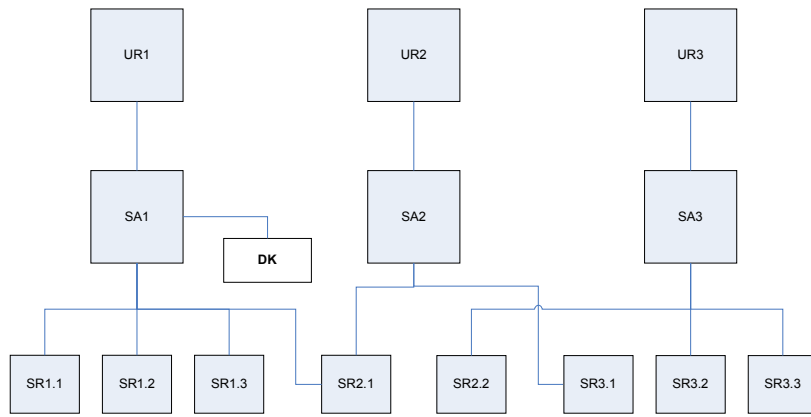 UR1
UR2
UR3
SA1
SA2
SA3
DK
SR1.1
SR1.2
SR1.3
SR2.1
SR2.2
SR3.1
SR3.2
SR3.3